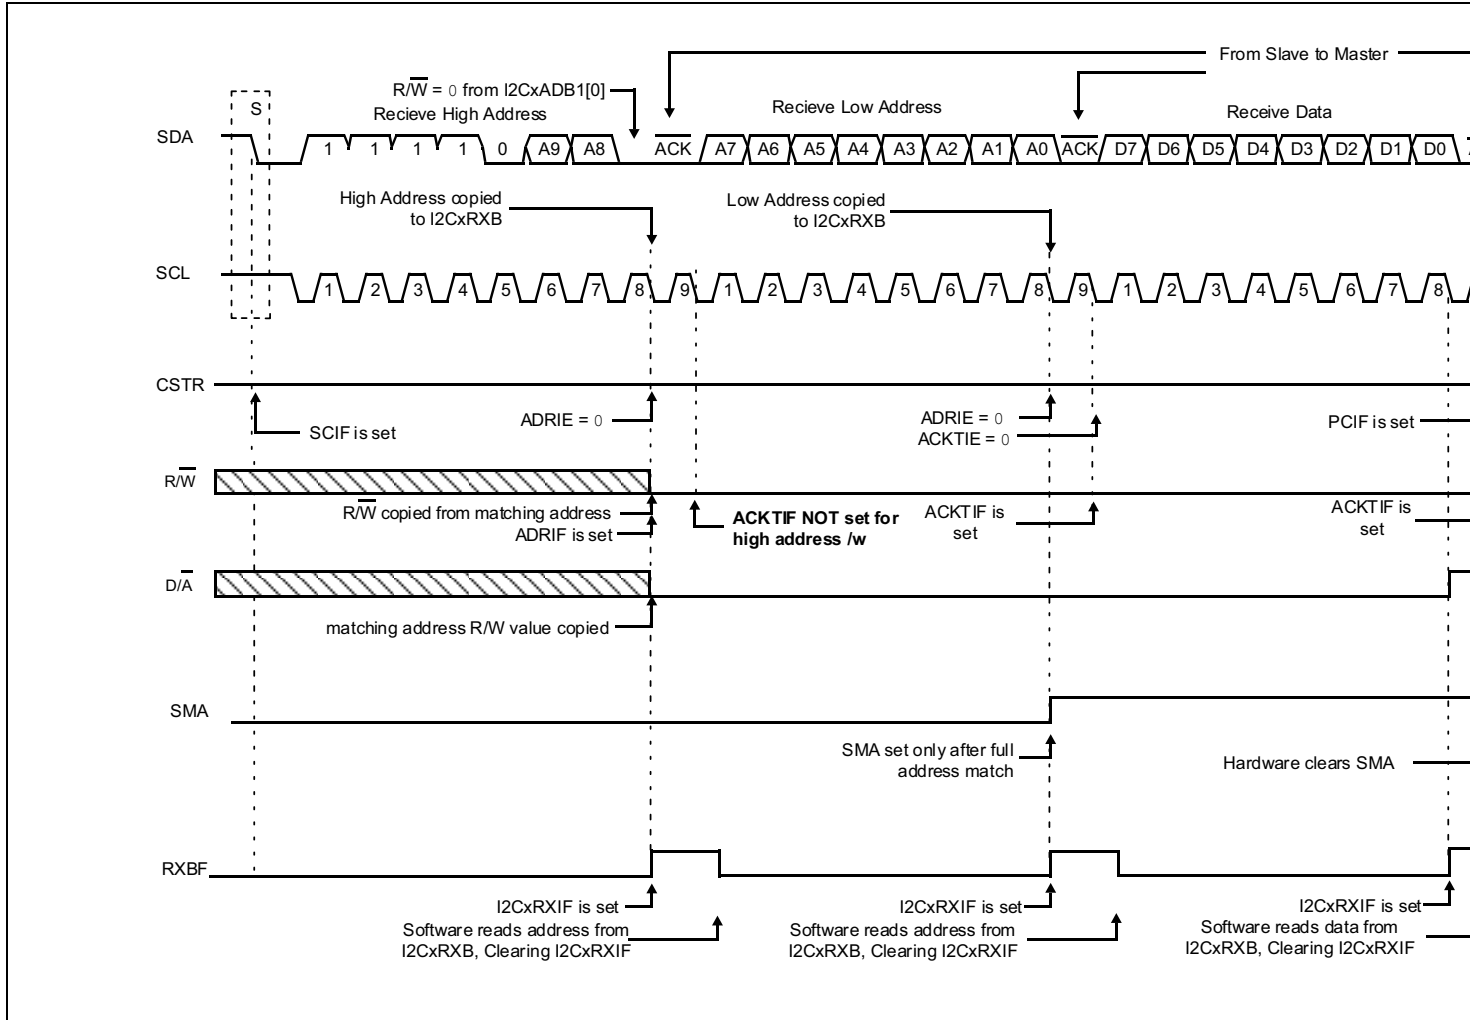 From Slave to Master
R/W = 0 from I2CxADB1[0]
S
Recieve High Address
Recieve Low Address
Receive Data
SDA
1 1 1 1 0 A9 A8 ACK A7 A6 A5 A4 A3 A2 A1 A0 ACK D7 D6 D5 D4 D3 D2 D1 D0
High Address copied
to I2CxRXB
Low Address copied
to I2CxRXB
SCL
1 2 3 4 5 6 7 8 9 1 2 3 4 5 6 7 8 9 1 2 3 4 5 6 7 8
CSTR
SCIF is set
ADRIE = 0
ADRIE = 0
ACKTIE = 0
PCIF is set
R/W
R/W copied from matching address
ADRIF is set
ACKTIF NOT set for
high address /w
ACKTIF is
set
ACKTIF is
set
D/A
matching address R/W value copied
SMA
SMA set only after full
address match
Hardware clears SMA
RXBF
I2CxRXIF is set
Software reads address from
I2CxRXB, Clearing I2CxRXIF
I2CxRXIF is set
Software reads address from
I2CxRXB, Clearing I2CxRXIF
I2CxRXIF is set
Software reads data from
I2CxRXB, Clearing I2CxRXIF